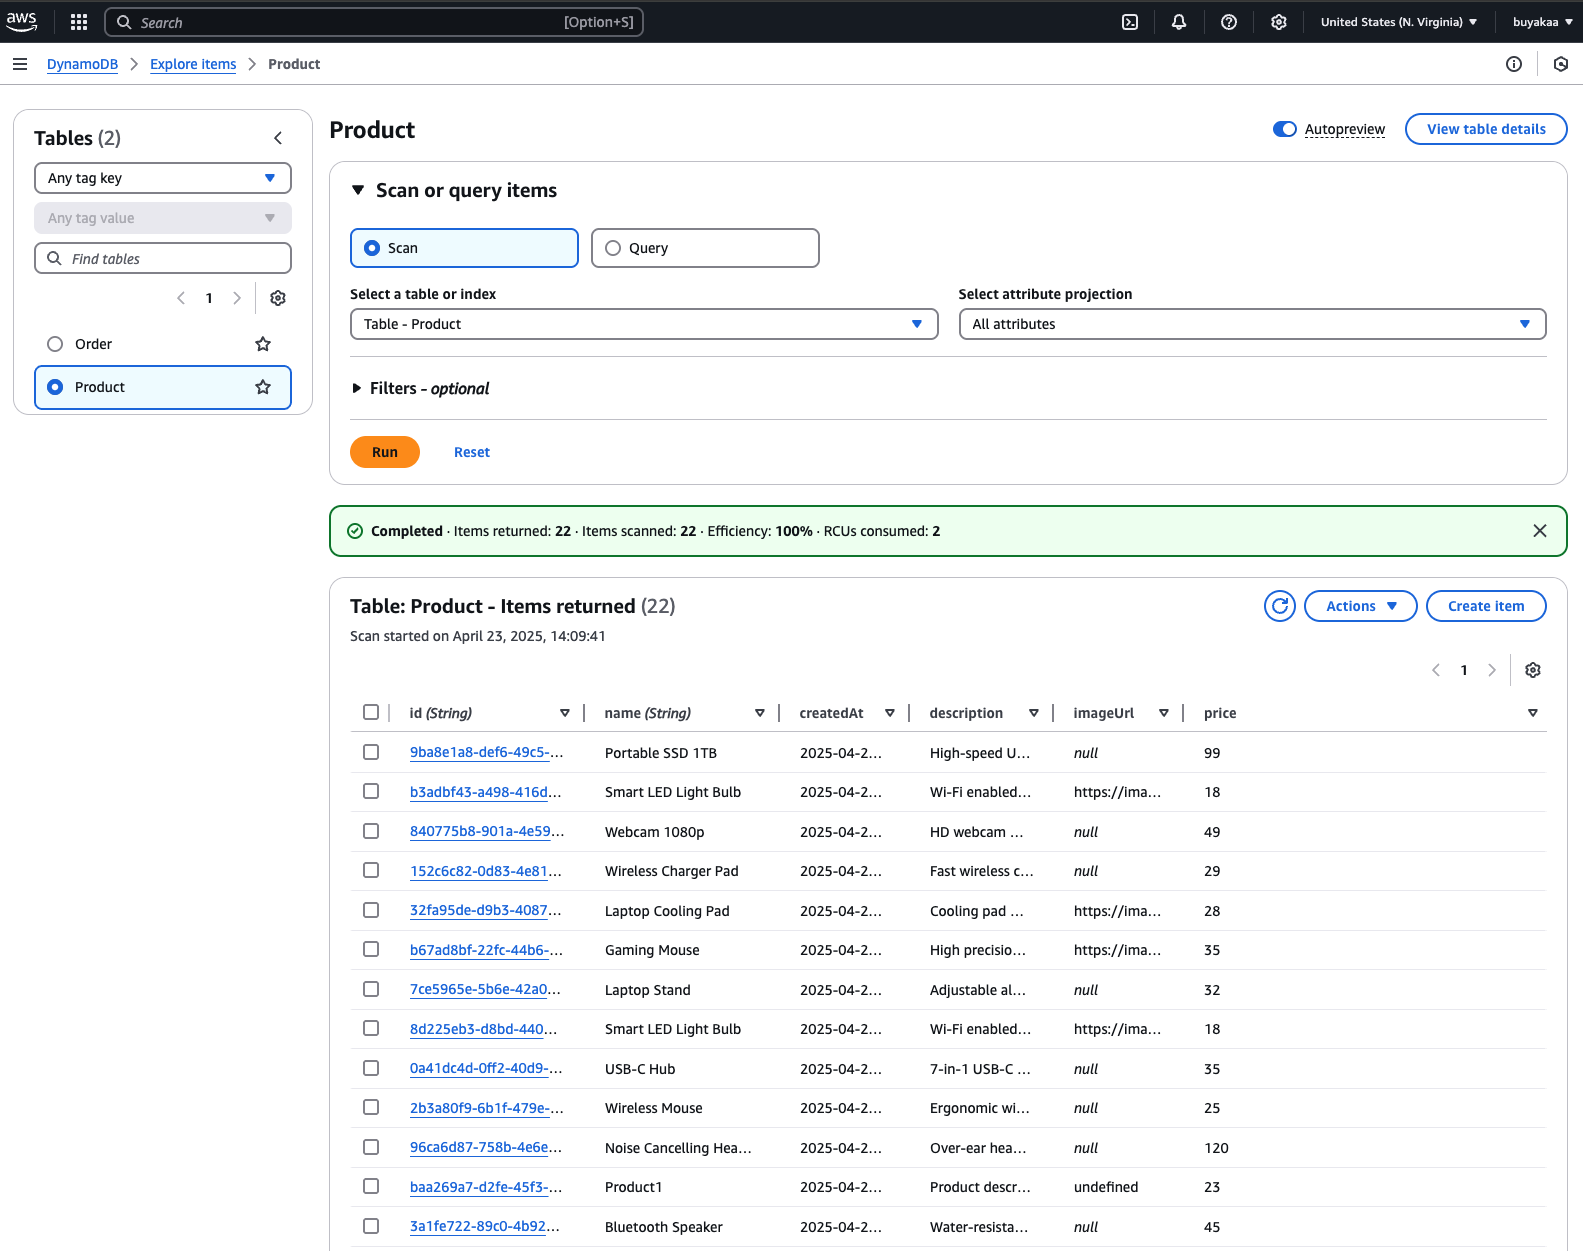 aws
Search
[Option+S]
United States (N. Virginia)
buyakaa
DynamoDB
Explore items
Product
Tables (2)
Any tag key
Any tag value
Find tables
1
Order
Product
Product
Autopreview
View table details
Scan or query items
Scan
Query
Select a table or index
Select attribute projection
Table - Product
All attributes
Filters - optional
Run
Reset
Completed · Items returned: 22 · Items scanned: 22 · Efficiency: 100% · RCUs consumed: 2
Table: Product - Items returned (22)
Actions
Create item
Scan started on April 23, 2025, 14:09:41
1
id (String) name (String) createdAt description imageUrl price
9ba8e1a8-def6-49c5-... Portable SSD 1TB 2025-04-2... High-speed U... null 99
b3adbf43-a498-416d... Smart LED Light Bulb 2025-04-2... Wi-Fi enabled... https://ima... 18
840775b8-901a-4e59... Webcam 1080p 2025-04-2... HD webcam ... null 49
152c6c82-0d83-4e81... Wireless Charger Pad 2025-04-2... Fast wireless c... null 29
32fa95de-d9b3-4087... Laptop Cooling Pad 2025-04-2... Cooling pad ... https://ima... 28
b67ad8bf-22fc-44b6-... Gaming Mouse 2025-04-2... High precisio... https://ima... 35
7ce5965e-5b6e-42a0... Laptop Stand 2025-04-2... Adjustable al... null 32
8d225eb3-d8bd-440... Smart LED Light Bulb 2025-04-2... Wi-Fi enabled... https://ima... 18
0a41dc4d-0ff2-40d9-... USB-C Hub 2025-04-2... 7-in-1 USB-C ... null 35
2b3a80f9-6b1f-479e-... Wireless Mouse 2025-04-2... Ergonomic wi... null 25
96ca6d87-758b-4e6e... Noise Cancelling Hea... 2025-04-2... Over-ear hea... null 120
baa269a7-d2fe-45f3-... Product1 2025-04-2... Product descr... undefined 23
3a1fe722-89c0-4b92... Bluetooth Speaker 2025-04-2... Water-resista... null 45